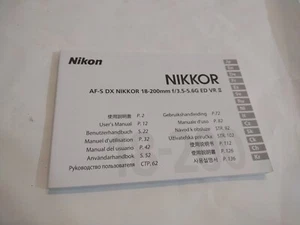 Nikon
NIKKOR
AF-S DX NIKKOR 18-200mm f/3.5-5.6G ED VR II
使用説明書 P. 2
User's Manual P. 12
Benutzerhandbuch S. 22
Manuel d'utilisation P. 32
Manual del usuario P. 42
Användarhandbok S. 52
Руководство пользователя СТР. 62
Gebruikshandleiding P. 72
Manuale d'uso P. 82
Návod k obsluze STR. 92
Užívateľská príručka STR. 102
使用说明书 P. 112
使用說明書 P. 126
사용설명서 P. 136